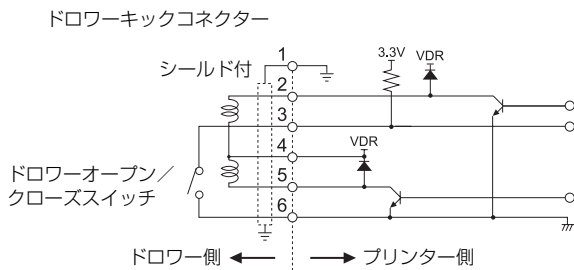 ドロワーキックコネクター
シールド付
1
2
3
4
5
6
3.3V
VDR
VDR
ドロワーオープン／
クローズスイッチ
ドロワー側
プリンター側